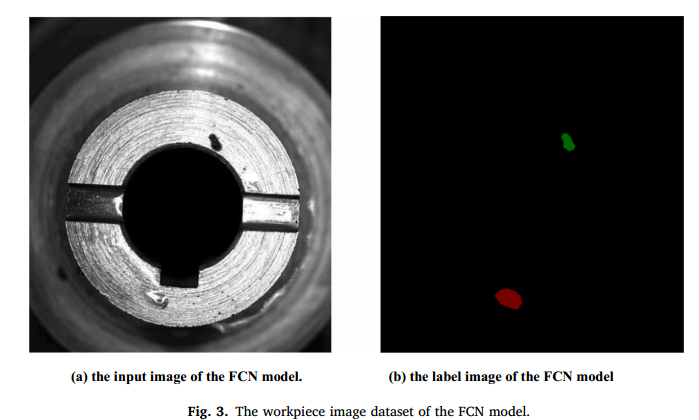 (a) the input image of the FCN model.
(b) the label image of the FCN model
Fig. 3. The workpiece image dataset of the FCN model.